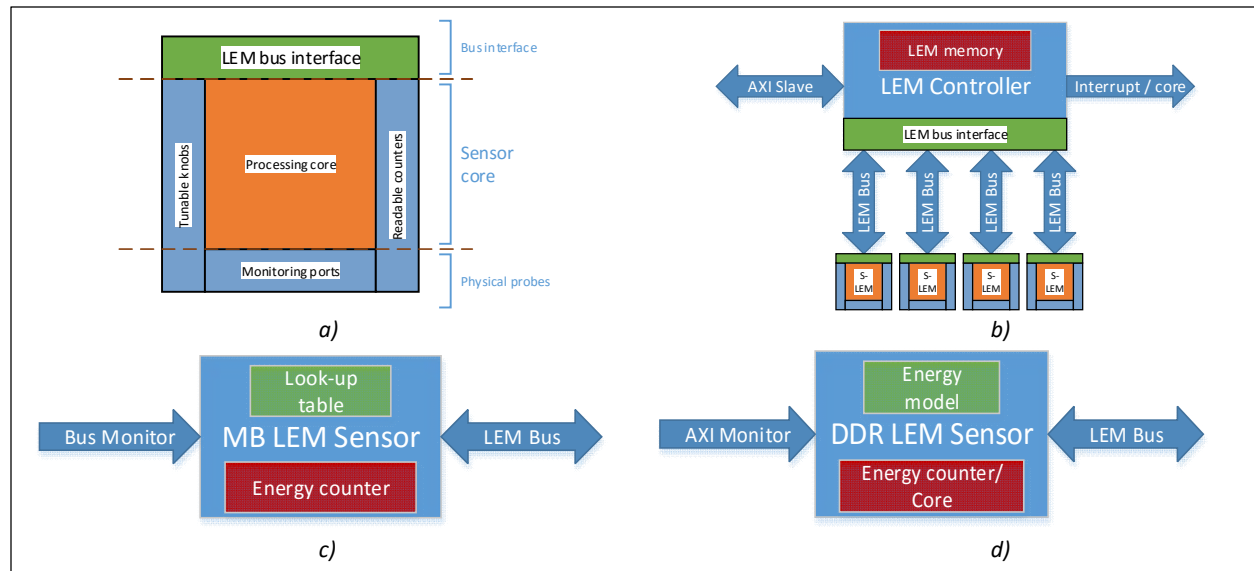 LEM bus interface
Bus interface
Tunable knobs
Processing core
Readable counters
Sensor
core
Monitoring ports
Physical probes
a)
LEM memory
LEM Controller
AXI Slave
Interrupt / core
LEM bus interface
LEM Bus
LEM Bus
LEM Bus
LEM Bus
S-
LEM
S-
LEM
S-
LEM
S-
LEM
b)
Look-up
table
Bus Monitor
MB LEM Sensor
LEM Bus
Energy counter
c)
Energy
model
AXI Monitor
DDR LEM Sensor
LEM Bus
Energy counter/
Core
d)